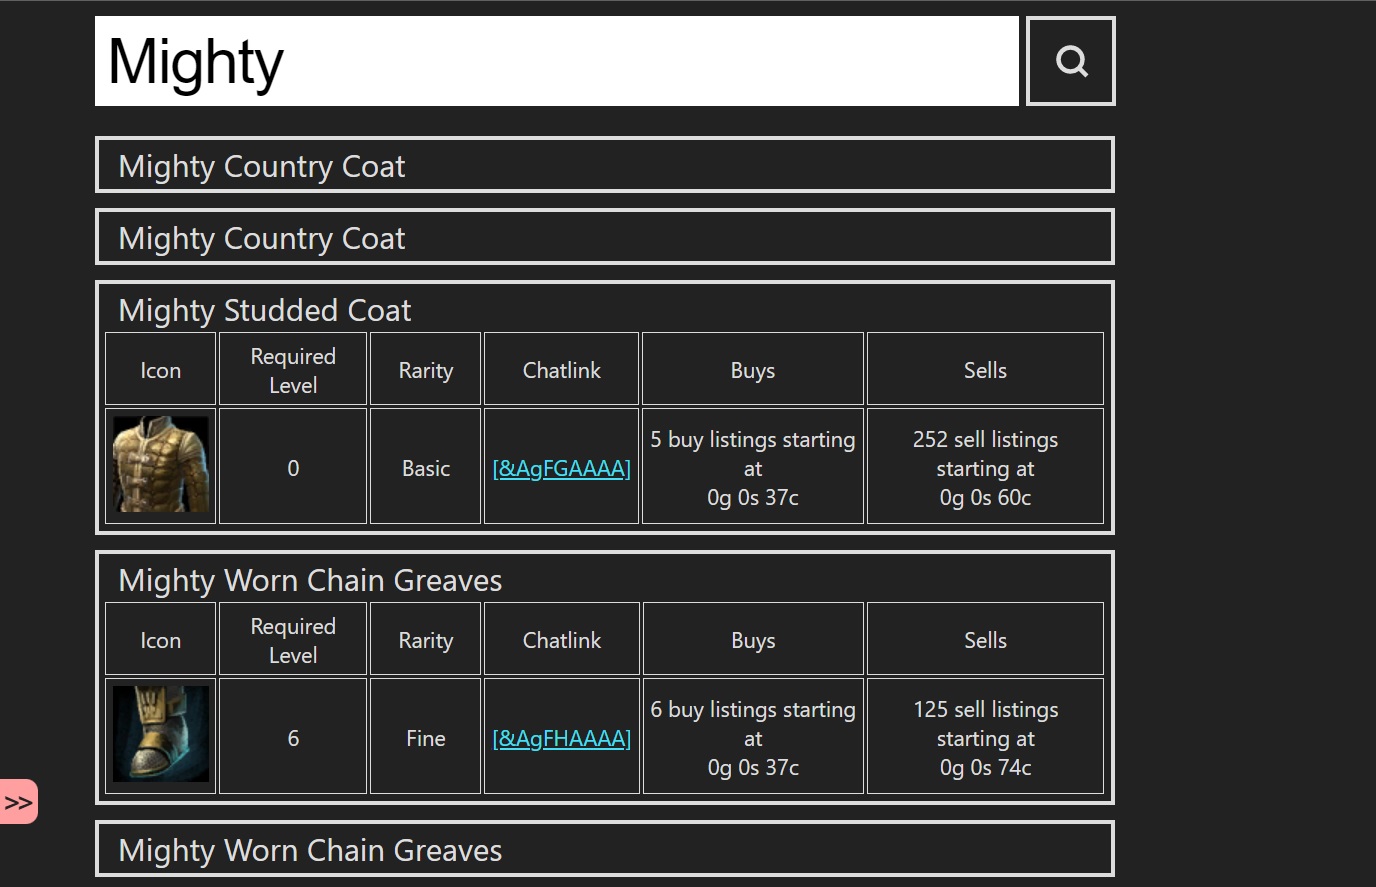 Mighty
Mighty Country Coat
Mighty Country Coat
Mighty Studded Coat
Icon
Required
Level
Rarity
Chatlink
Buys
Sells
0
Basic
[&AgFGAAAA]
5 buy listings starting
at
0g 0s 37c
252 sell listings
starting at
0g 0s 60c
Mighty Worn Chain Greaves
Icon
Required
Level
Rarity
Chatlink
Buys
Sells
6
Fine
[&AgFHAAAA]
6 buy listings starting
at
0g 0s 37c
125 sell listings
starting at
0g 0s 74c
>>
Mighty Worn Chain Greaves